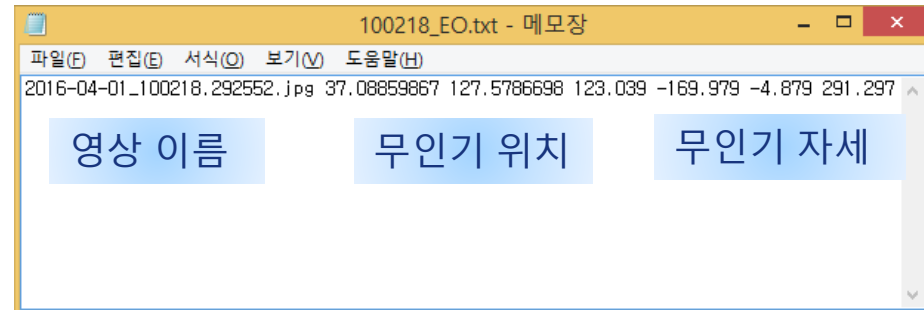 100218_EO.txt - 메모장
파일(F) 편집(E) 서식(O) 보기(V) 도움말(H)
2016-04-01_100218.292552.jpg 37.08859867 127.5786698 123.039 -169.979 -4.879 291.297
영상 이름 무인기 위치 무인기 자세